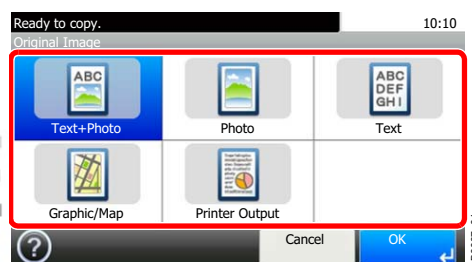 Ready to copy. 10:10
Original Image
ABC
ABC
DEF
GHI
Text+Photo Photo Text
Graphic/Map Printer Output
?
Cancel OK